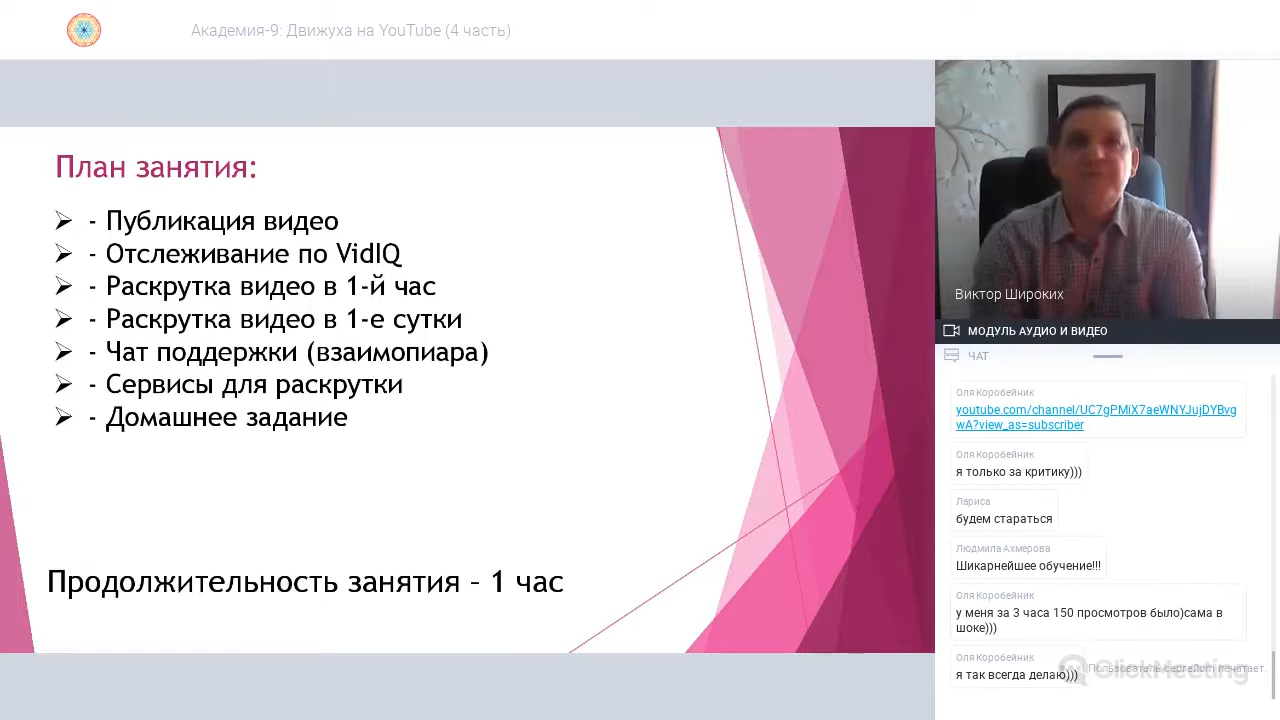 Академия-9: Движуха на YouTube (4 часть)
План занятия:
- Публикация видео
- Отслеживание по VidIQ
- Раскрутка видео в 1-й час
- Раскрутка видео в 1-е сутки
- Чат поддержки (взаимопиара)
- Сервисы для раскрутки
- Домашнее задание
Продолжительность занятия – 1 час
Виктор Широких
МОДУЛЬ АУДИО И ВИДЕО
ЧАТ
Оля Коробейник
youtube.com/channel/UC7gPMiX7aeWNYJujDYBvg
wA?view_as=subscriber
Оля Коробейник
я только за критику)))
Лариса
будем стараться
Людмила Ахмерова
Шикарнейшее обучение!!!
Оля Коробейник
у меня за 3 часа 150 просмотров было)сама в
шоке)))
Оля Коробейник
я так всегда делаю)))
Пользователь печатает.
ClickMeeting